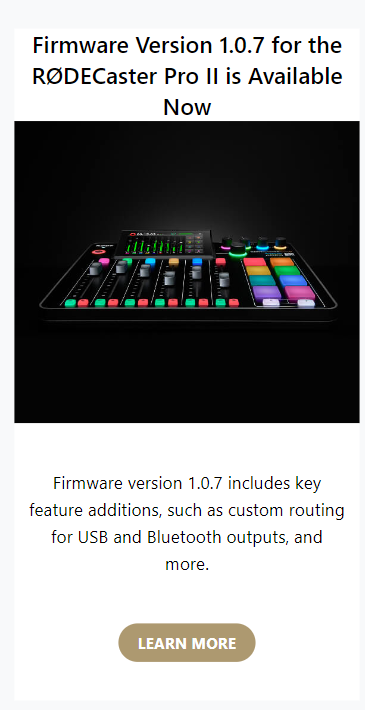 Firmware Version 1.0.7 for the
RØDECaster Pro II is Available
Now
Firmware version 1.0.7 includes key
feature additions, such as custom routing
for USB and Bluetooth outputs, and
more.
LEARN MORE